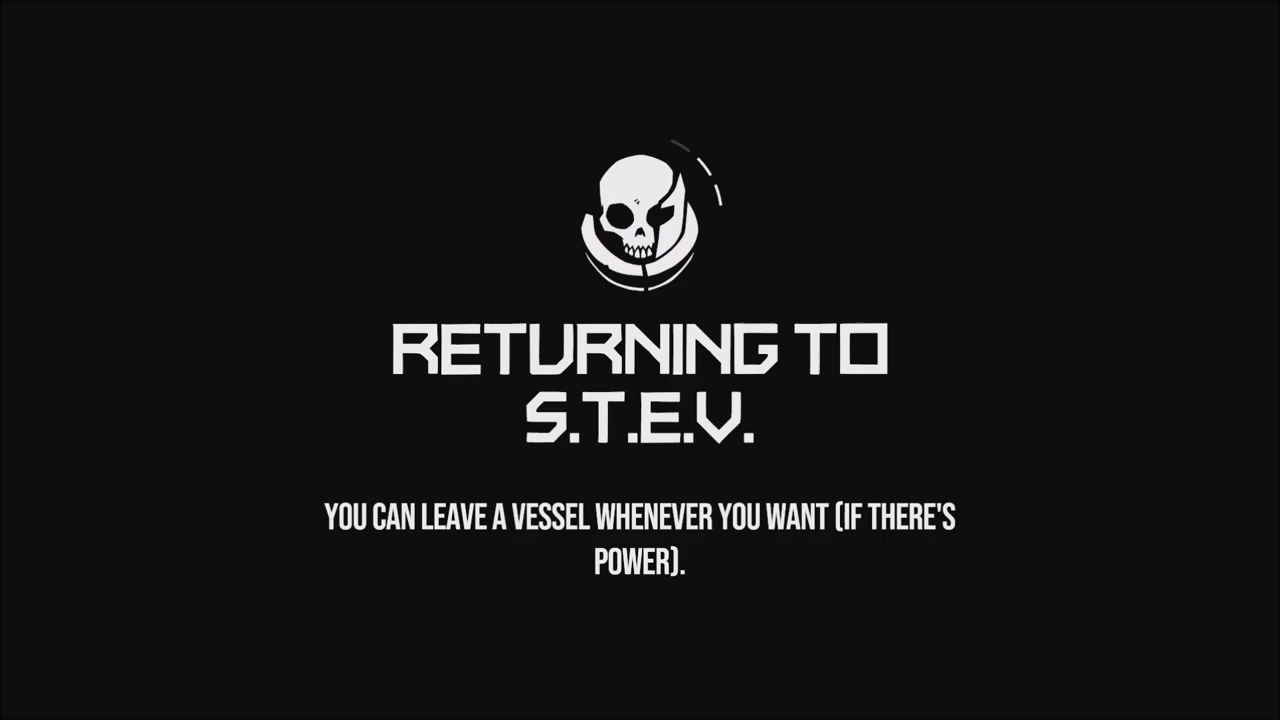 RETURNING TO
S.T.E.V.
YOU CAN LEAVE A VESSEL WHENEVER YOU WANT (IF THERE'S
POWER).